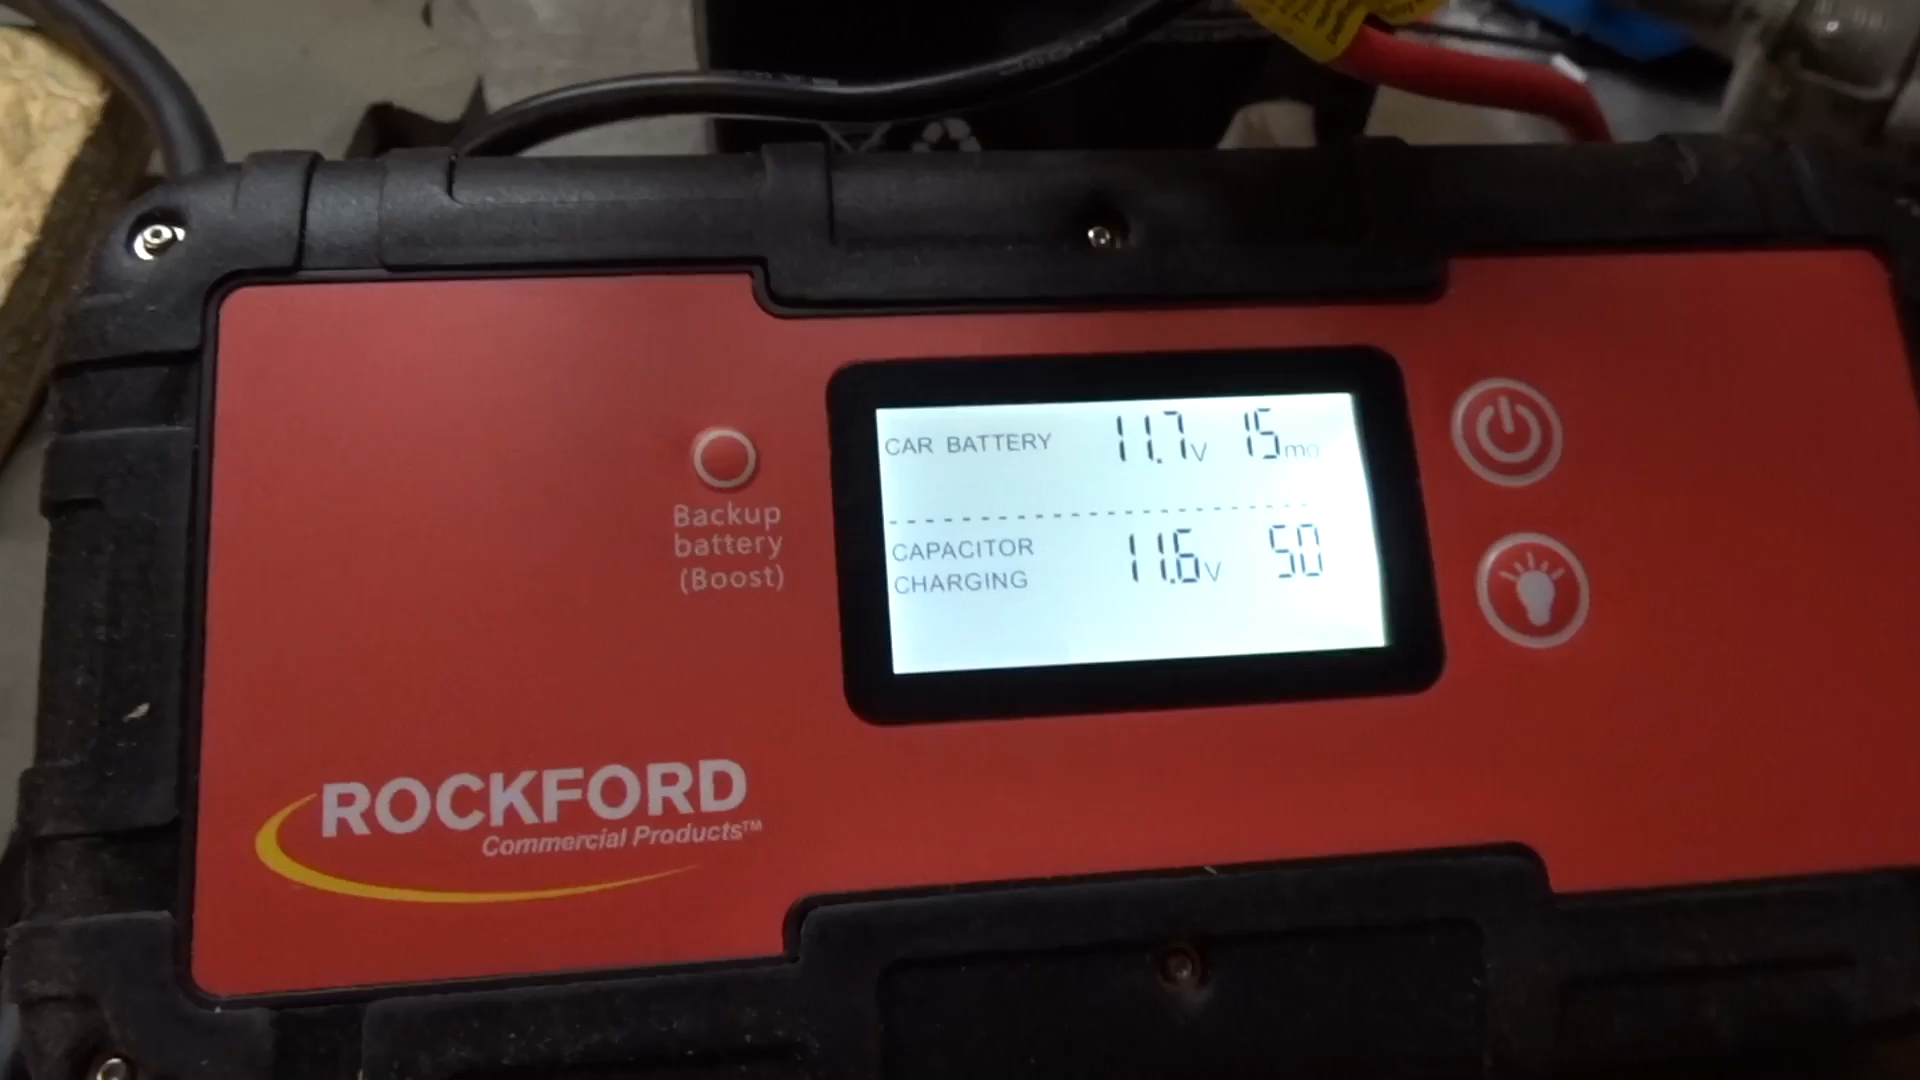 CAR BATTERY 11.7V 15mΩ
CAPACITOR 11.6V 50
CHARGING
Backup
battery
(Boost)
ROCKFORD
Commercial Products™